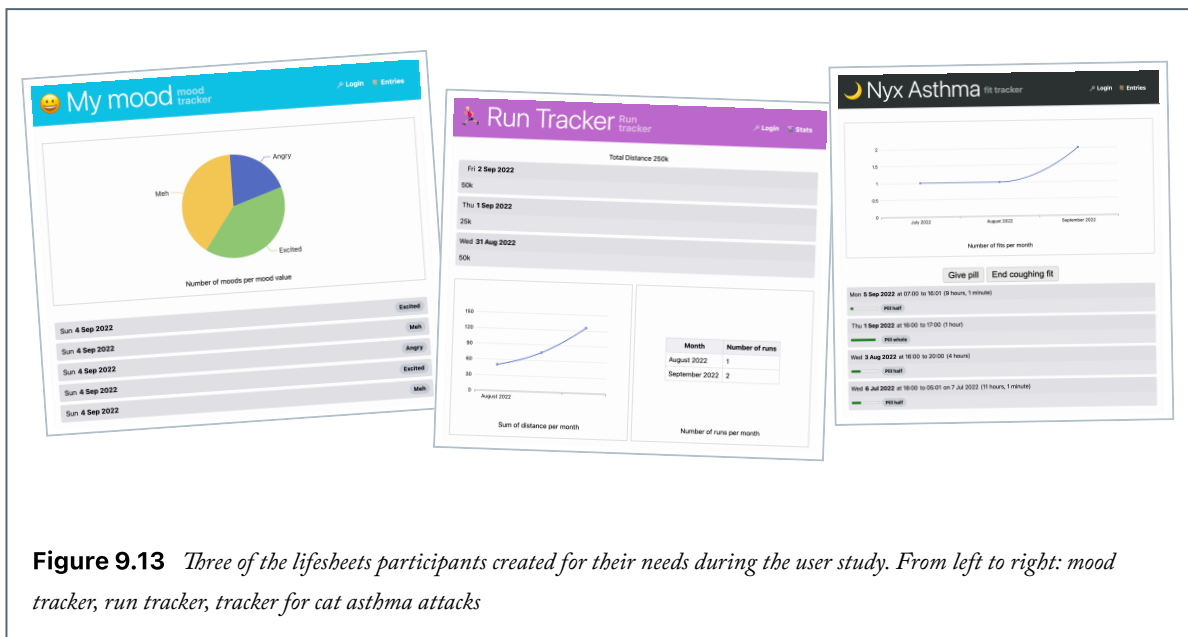 My mood mood tracker Login Entries
Angry
Meh
Excited
Number of moods per mood value
Sun 4 Sep 2022 Excited
Sun 4 Sep 2022 Meh
Sun 4 Sep 2022 Angry
Sun 4 Sep 2022 Excited
Sun 4 Sep 2022 Meh
Run Tracker Run tracker Login Stats
Total Distance 250k
Fri 2 Sep 2022
50k
Thu 1 Sep 2022
25k
Wed 31 Aug 2022
50k
150
120
90
60
30
0
August 2022
Sum of distance per month
Month Number of runs
August 2022 1
September 2022 2
Number of runs per month
Nyx Asthma fit tracker Login Entries
2
1.5
1
0.5
0
July 2022 August 2022 September 2022
Number of fits per month
Give pill End coughing fit
Mon 5 Sep 2022 at 07:00 to 16:01 (9 hours, 1 minute)
Pill half
Thu 1 Sep 2022 at 16:00 to 17:00 (1 hour)
Pill whole
Wed 3 Aug 2022 at 16:00 to 20:00 (4 hours)
Pill half
Wed 6 Jul 2022 at 18:00 to 05:01 on 7 Jul 2022 (11 hours, 1 minute)
Pill half
Figure 9.13 Three of the lifesheets participants created for their needs during the user study. From left to right: mood
tracker, run tracker, tracker for cat asthma attacks